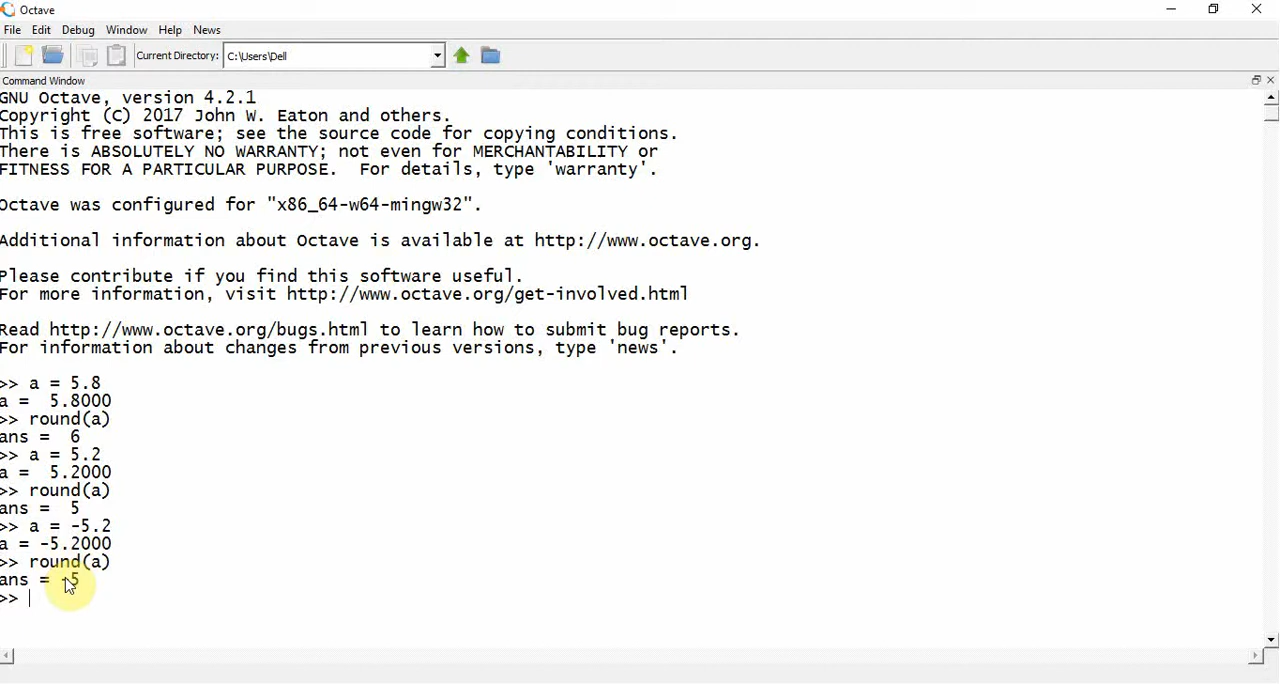 Octave
File Edit Debug Window Help News
Current Directory: C:\Users\Dell
Command Window
GNU Octave, version 4.2.1
Copyright (C) 2017 John W. Eaton and others.
This is free software; see the source code for copying conditions.
There is ABSOLUTELY NO WARRANTY; not even for MERCHANTABILITY or
FITNESS FOR A PARTICULAR PURPOSE.  For details, type 'warranty'.
Octave was configured for "x86_64-w64-mingw32".
Additional information about Octave is available at http://www.octave.org.
Please contribute if you find this software useful.
For more information, visit http://www.octave.org/get-involved.html
Read http://www.octave.org/bugs.html to learn how to submit bug reports.
For information about changes from previous versions, type 'news'.
>> a = 5.8
a =  5.8000
>> round(a)
ans =  6
>> a = 5.2
a =  5.2000
>> round(a)
ans =  5
>> a = -5.2
a = -5.2000
>> round(a)
ans = -5
>>